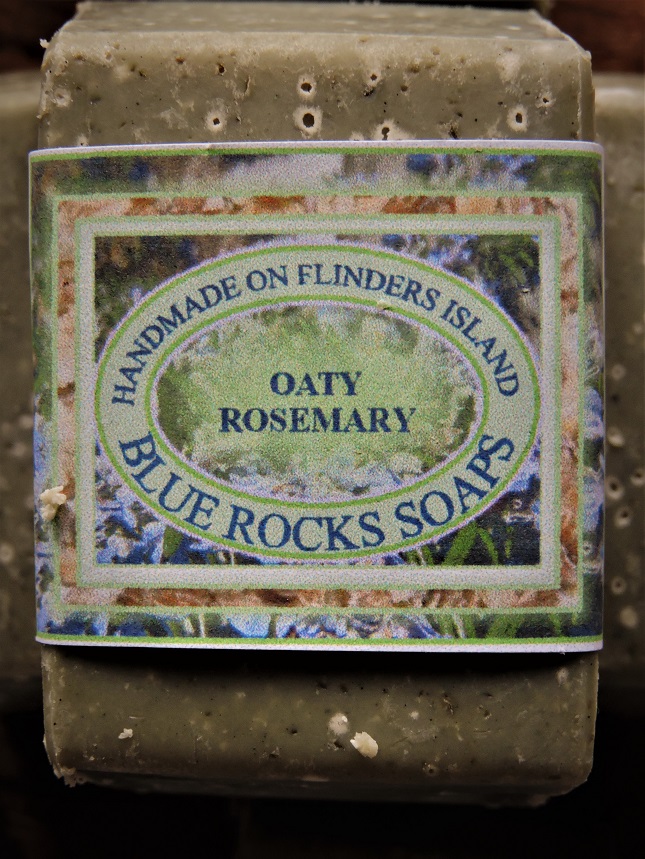 HANDMADE ON FLINDERS ISLAND
OATY
ROSEMARY
BLUE ROCKS SOAPS